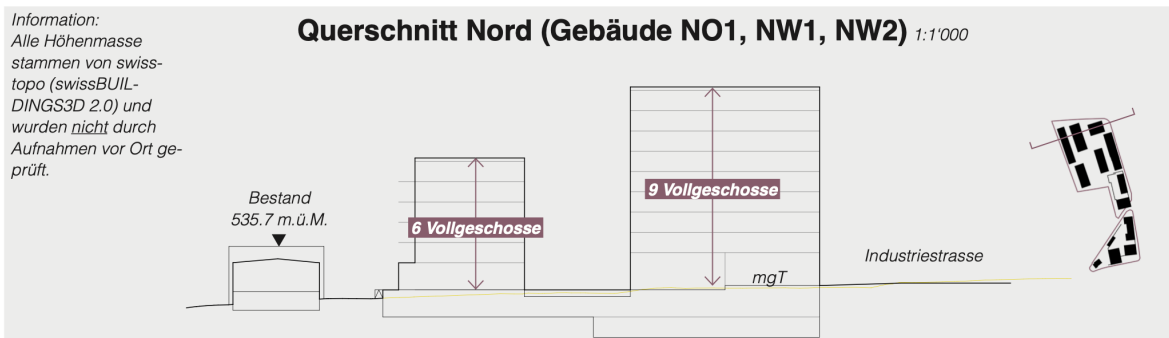 Information:
Alle Höhenmasse
stammen von swiss-
topo (swissBUIL-
DINGS3D 2.0) und
wurden nicht durch
Aufnahmen vor Ort ge-
prüft.
Querschnitt Nord (Gebäude NO1, NW1, NW2) 1:1'000
Bestand
535.7 m.ü.M.
6 Vollgeschosse
9 Vollgeschosse
mgT
Industriestrasse